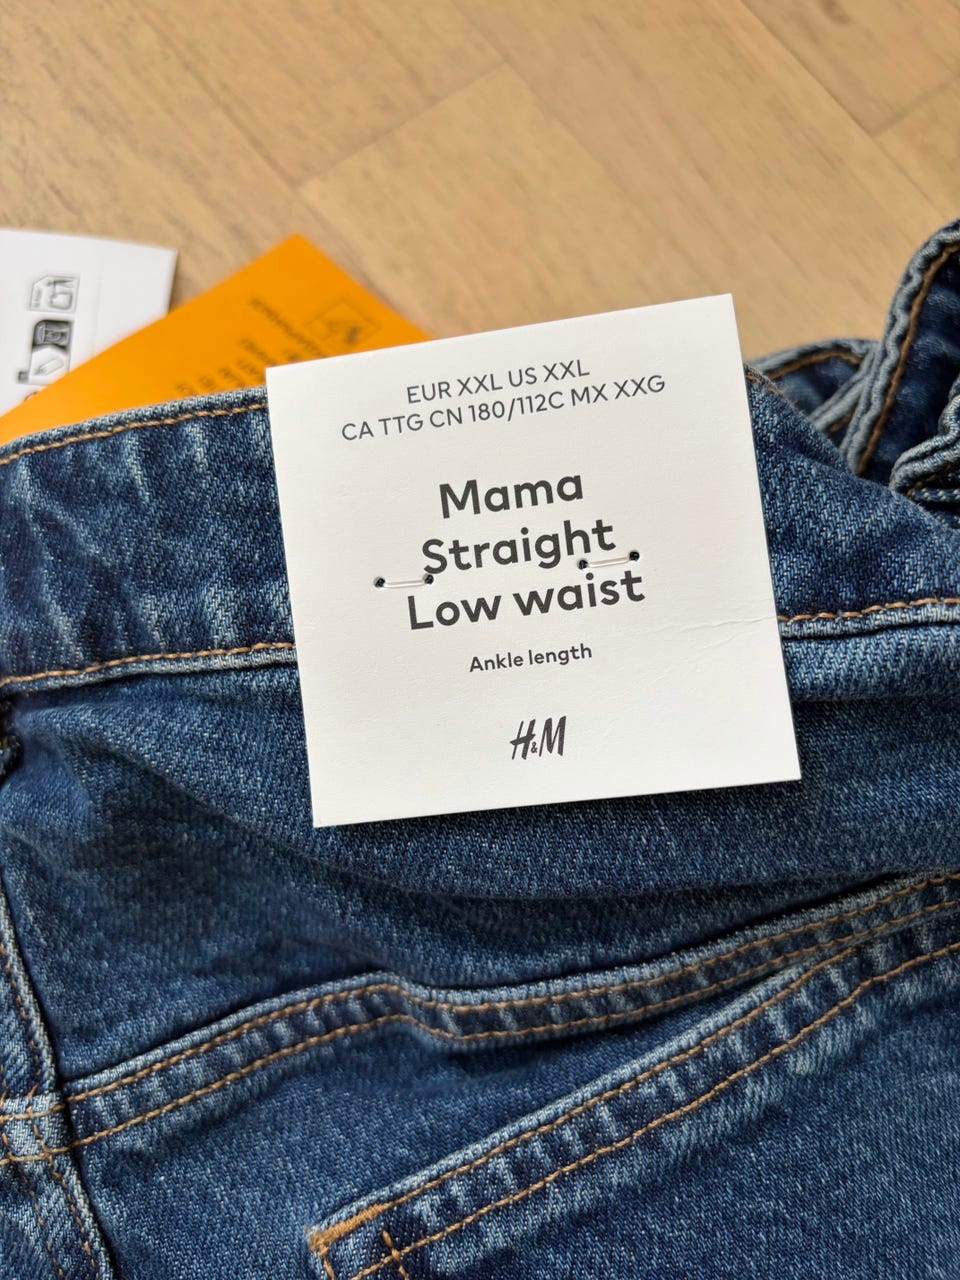 EUR XXL US XXL
CA TTG CN 180/112C MX XXG
Mama
Straight
Low waist
Ankle length
H&M